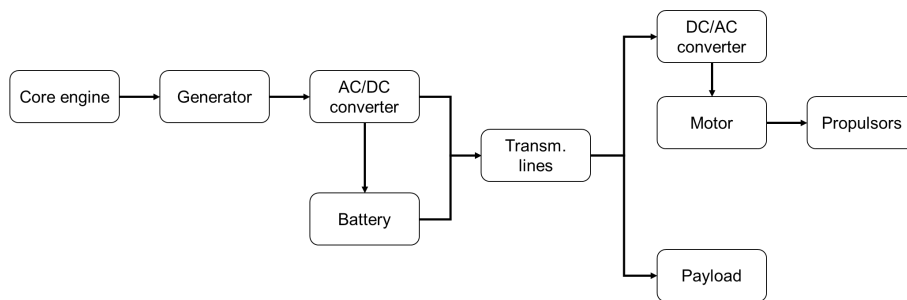 Core engine
Generator
AC/DC
converter
Battery
Transm.
lines
DC/AC
converter
Motor
Propulsors
Payload